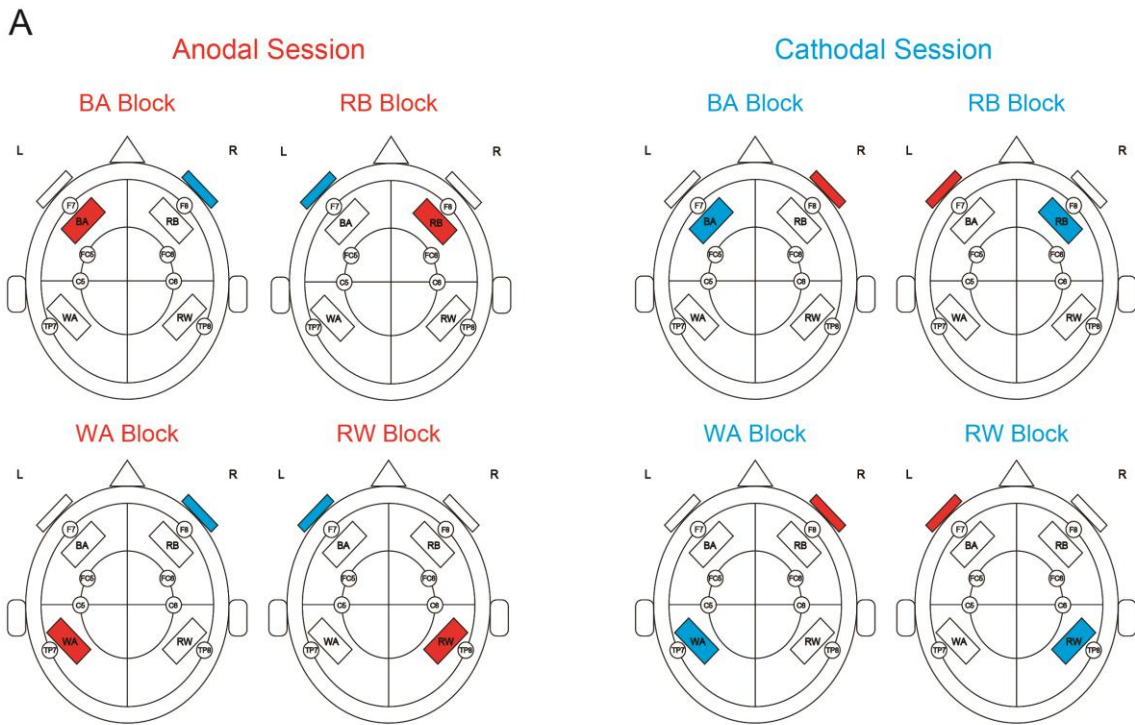 A
Anodal Session
Cathodal Session
BA Block
RB Block
BA Block
RB Block
L R L R L R L R
F7 F8 F7 F8 F7 F8 F7 F8
BA RB BA RB BA RB BA RB
FC5 FC6 FC5 FC6 FC5 FC6 FC5 FC6
C5 C6 C5 C6 C5 C6 C5 C6
WA RW WA RW WA RW WA RW
TP7 TP8 TP7 TP8 TP7 TP8 TP7 TP8
WA Block
RW Block
WA Block
RW Block
L R L R L R L R
F7 F8 F7 F8 F7 F8 F7 F8
BA RB BA RB BA RB BA RB
FC5 FC6 FC5 FC6 FC5 FC6 FC5 FC6
C5 C6 C5 C6 C5 C6 C5 C6
WA RW WA RW WA RW WA RW
TP7 TP8 TP7 TP8 TP7 TP8 TP7 TP8